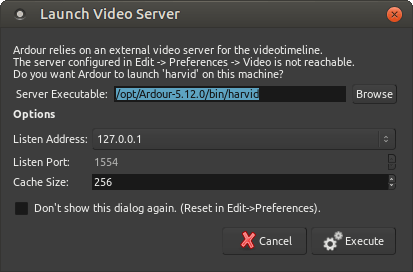 Launch Video Server
Ardour relies on an external video server for the videotimeline.
The server configured in Edit -> Preferences -> Video is not reachable.
Do you want Ardour to launch 'harvid' on this machine?
Server Executable: /opt/Ardour-5.12.0/bin/harvid Browse
Options
Listen Address: 127.0.0.1
Listen Port: 1554
Cache Size: 256
Don't show this dialog again. (Reset in Edit->Preferences).
Cancel Execute